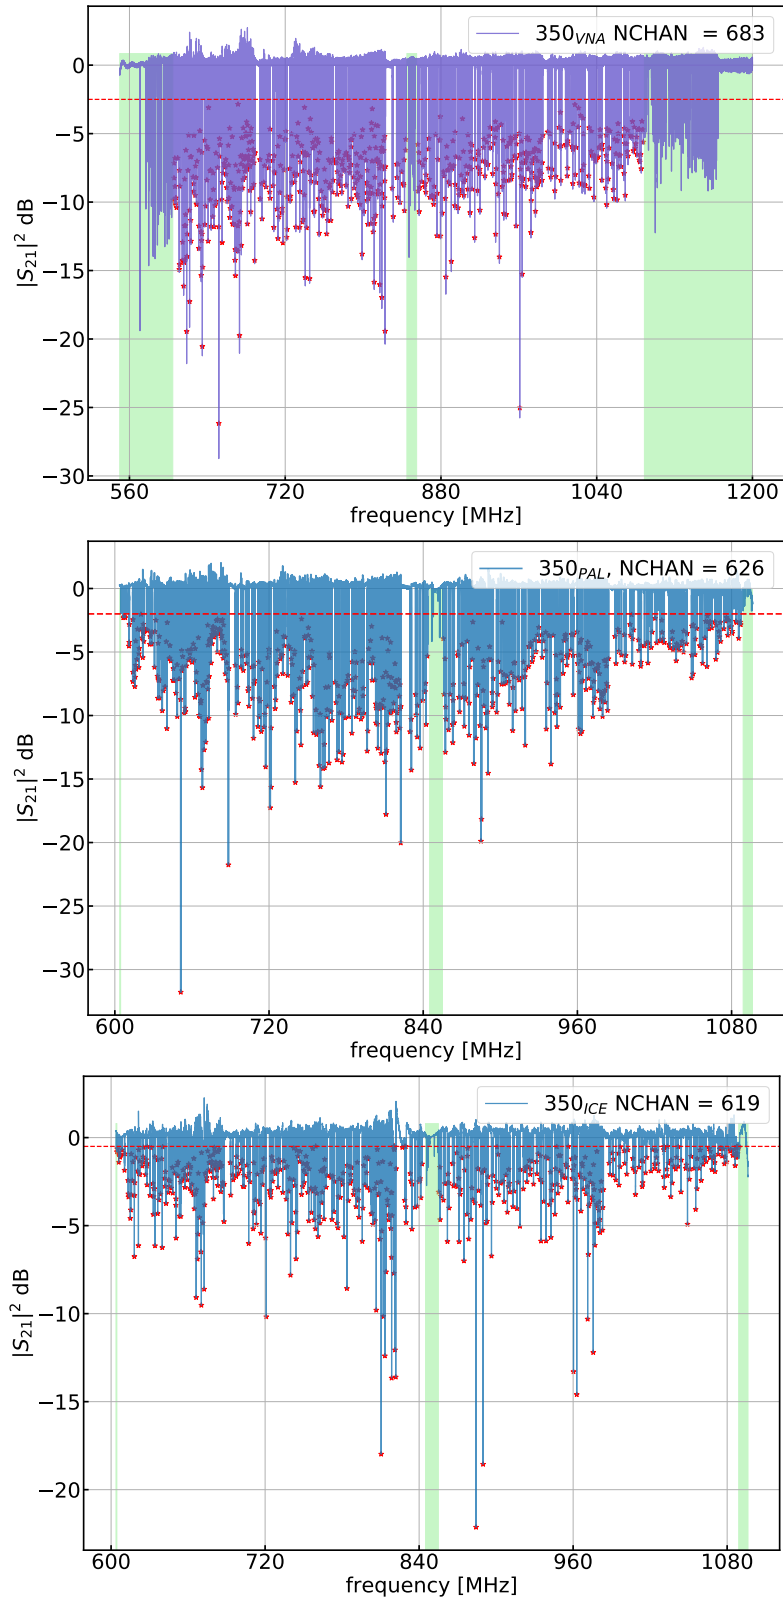 350VNA NCHAN = 683
0
−5
−10
−15
−20
−25
−30
|S21|² dB
560 720 880 1040 1200
frequency [MHz]
350PAL, NCHAN = 626
0
−5
−10
−15
−20
−25
−30
|S21|² dB
600 720 840 960 1080
frequency [MHz]
350ICE NCHAN = 619
0
−5
−10
−15
−20
|S21|² dB
600 720 840 960 1080
frequency [MHz]